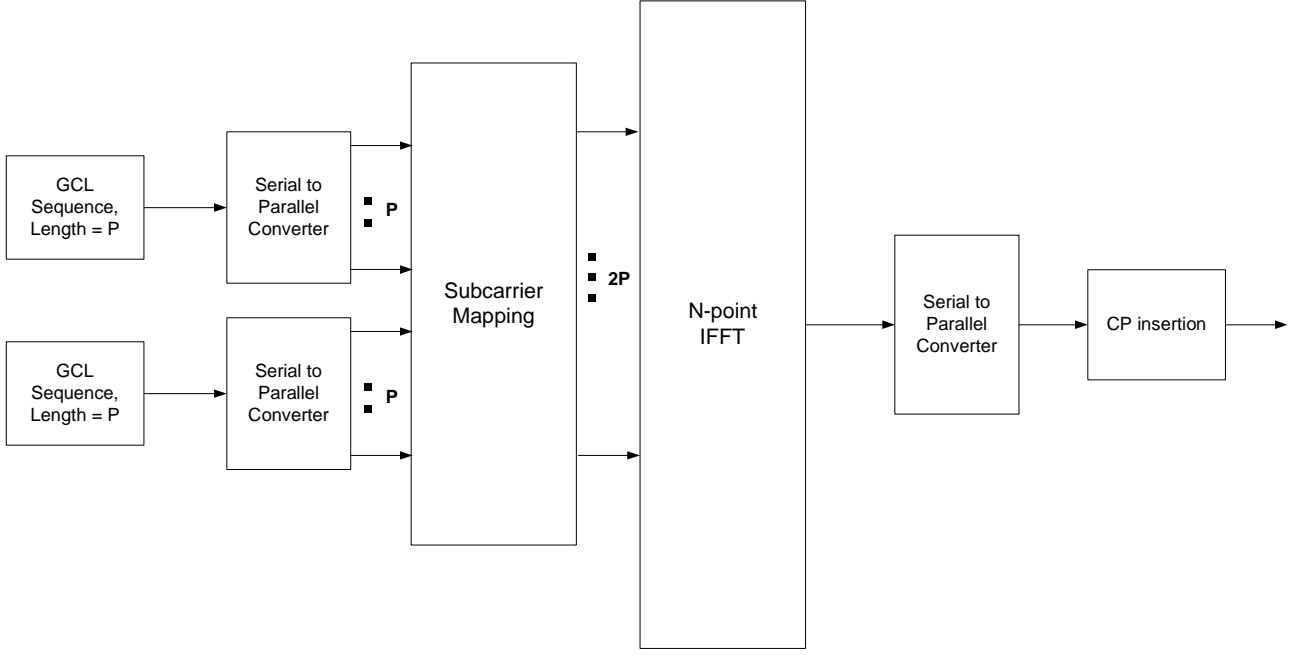 GCL
Sequence,
Length = P
Serial to
Parallel
Converter
P
GCL
Sequence,
Length = P
Serial to
Parallel
Converter
P
Subcarrier
Mapping
2P
N-point
IFFT
Serial to
Parallel
Converter
CP insertion